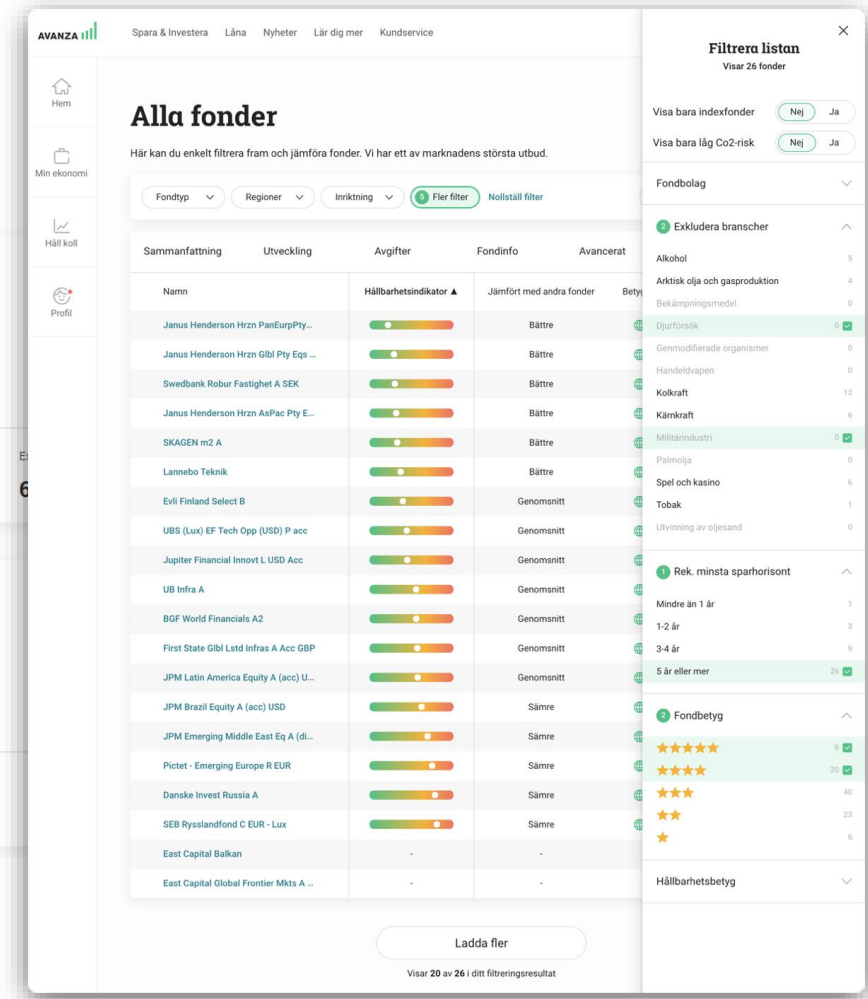 AVANZA
Spara & Investera Låna Nyheter Lär dig mer Kundservice
Hem
Min ekonomi
Håll koll
Profil
Alla fonder
Här kan du enkelt filtrera fram och jämföra fonder. Vi har ett av marknadens största utbud.
Fondtyp Regioner Inriktning 5 Fler filter Nollställ filter
Sammanfattning Utveckling Avgifter Fondinfo Avancerat
Namn Hållbarhetsindikator ▲ Jämfört med andra fonder
Janus Henderson Hrzn PanEurpPty... Bättre
Janus Henderson Hrzn Glbl Pty Eqs ... Bättre
Swedbank Robur Fastighet A SEK Bättre
Janus Henderson Hrzn AsPac Pty E... Bättre
SKAGEN m2 A Bättre
Lannebo Teknik Bättre
Evli Finland Select B Genomsnitt
UBS (Lux) EF Tech Opp (USD) P acc Genomsnitt
Jupiter Financial Innovt L USD Acc Genomsnitt
UB Infra A Genomsnitt
BGF World Financials A2 Genomsnitt
First State Glbl Lstd Infras A Acc GBP Genomsnitt
JPM Latin America Equity A (acc) U... Genomsnitt
JPM Brazil Equity A (acc) USD Sämre
JPM Emerging Middle East Eq A (di... Sämre
Pictet - Emerging Europe R EUR Sämre
Danske Invest Russia A Sämre
SEB Rysslandfond C EUR - Lux Sämre
East Capital Balkan - -
East Capital Global Frontier Mkts A ... - -
Ladda fler
Visar 20 av 26 i ditt filtreringsresultat
Filtrera listan
Visar 26 fonder
Visa bara indexfonder Nej Ja
Visa bara låg Co2-risk Nej Ja
Fondbolag
2 Exkludera branscher
Alkohol 5
Arktisk olja och gasproduktion 4
Bekämpningsmedel 0
Djurförsök 0
Genmodifierade organismer 0
Handeldvapen 0
Kolkraft 12
Kärnkraft 6
Militärindustri 0
Palmolja 0
Spel och kasino 6
Tobak 1
Utvinning av oljesand 0
1 Rek. minsta sparhorisont
Mindre än 1 år 1
1-2 år 3
3-4 år 9
5 år eller mer 26
2 Fondbetyg
★★★★★ 6
★★★★ 20
★★★ 40
★★ 23
★ 6
Hållbarhetsbetyg